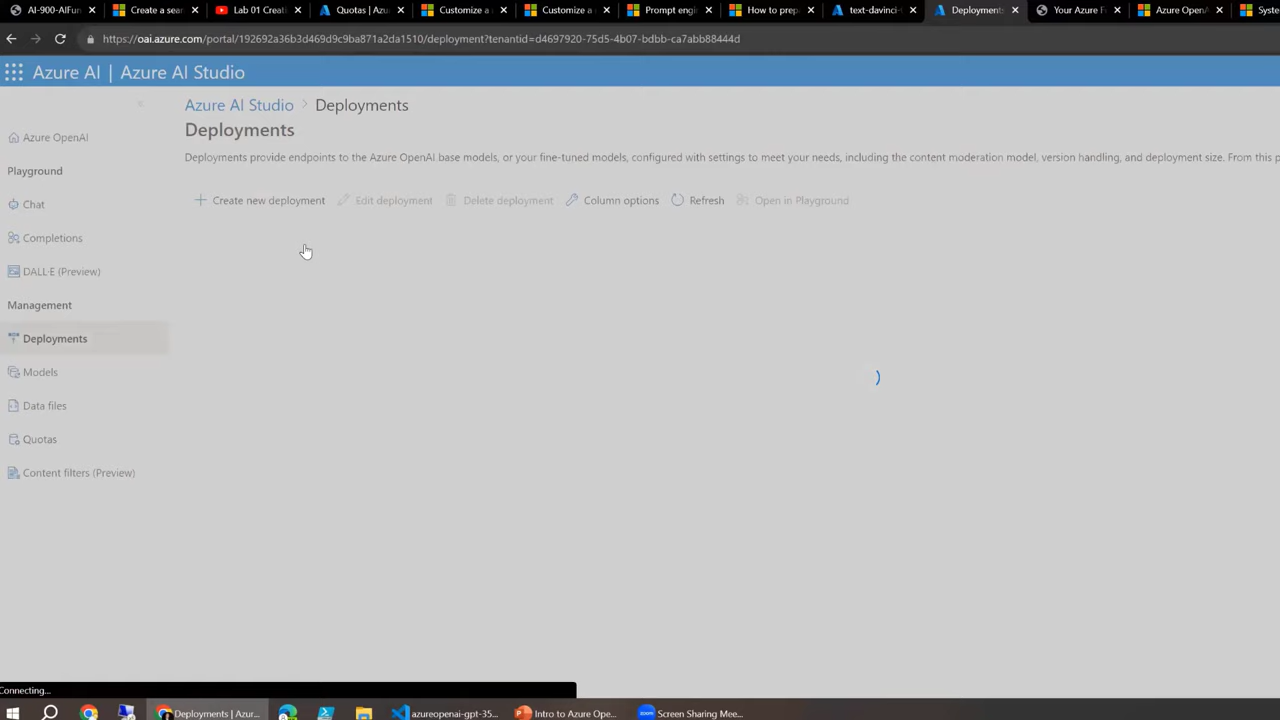 AI-900-AIFun
Create a sea
Lab 01 Creati
Quotas | Azu
Customize a
Customize a
Prompt engi
How to prep
text-davinci-
Deployment
Your Azure F
Azure OpenA
Syste
https://oai.azure.com/portal/192692a36b3d469d9c9ba871a2da1510/deployment?tenantid=d4697920-75d5-4b07-bdbb-ca7abb88444d
Azure AI | Azure AI Studio
Azure AI Studio > Deployments
Deployments
Deployments provide endpoints to the Azure OpenAI base models, or your fine-tuned models, configured with settings to meet your needs, including the content moderation model, version handling, and deployment size. From this p
Create new deployment
Edit deployment
Delete deployment
Column options
Refresh
Open in Playground
Azure OpenAI
Playground
Chat
Completions
DALL·E (Preview)
Management
Deployments
Models
Data files
Quotas
Content filters (Preview)
Connecting...
Deployments | Azur...
azureopenai-gpt-35...
Intro to Azure Ope...
Screen Sharing Mee...